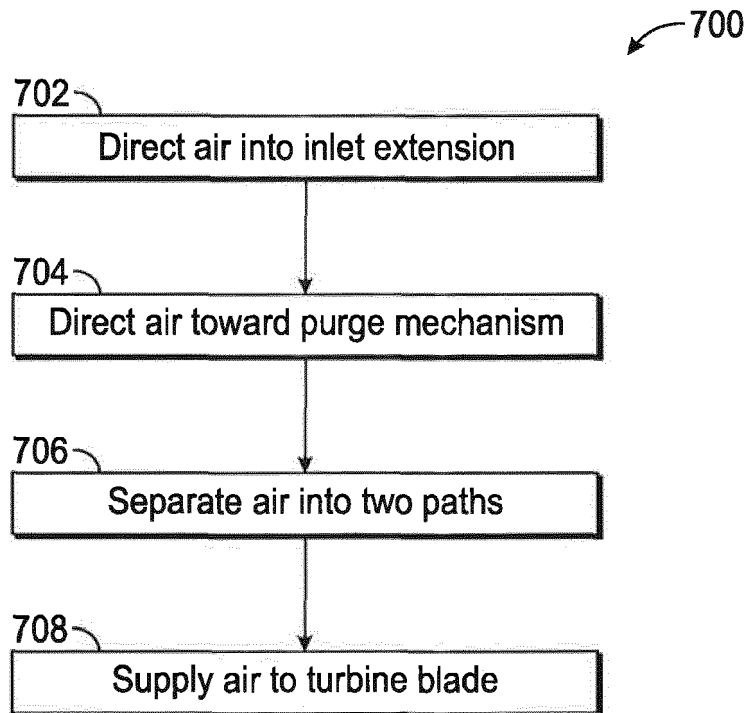 700
702
Direct air into inlet extension
704
Direct air toward purge mechanism
706
Separate air into two paths
708
Supply air to turbine blade